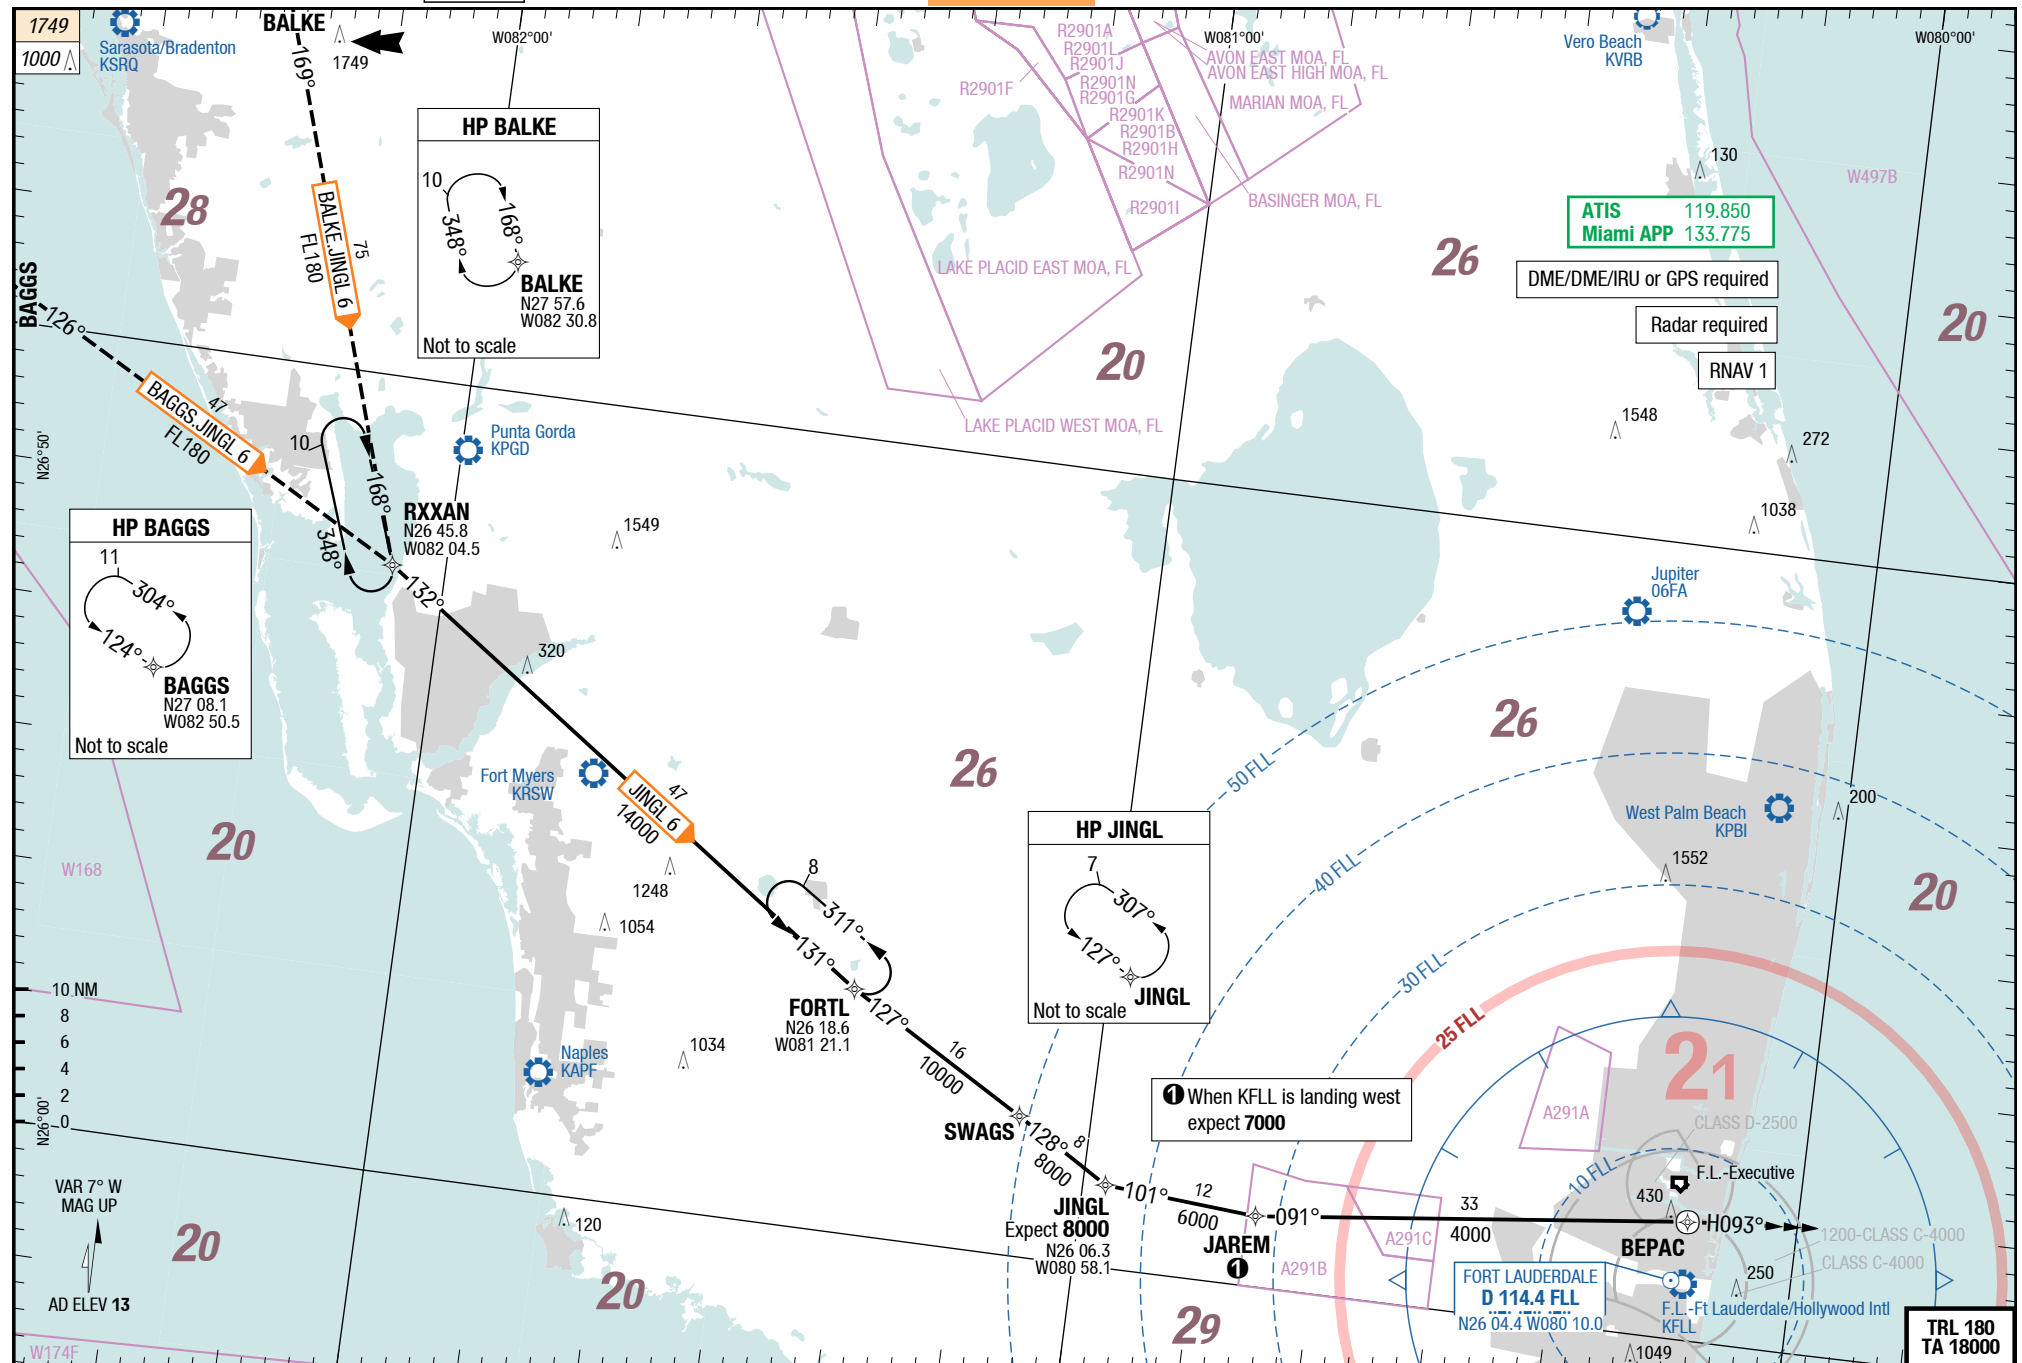 1749
1000
Sarasota/Bradenton
KSRQ
BALKE
169°
1749
W082°00'
R2901A
R2901L
R2901J
R2901F
R2901N
R2901G
R2901K
R2901B
R2901H
R2901N
R2901I
W081°00'
AVON EAST MOA, FL
AVON EAST HIGH MOA, FL
MARIAN MOA, FL
BASINGER MOA, FL
LAKE PLACID EAST MOA, FL
LAKE PLACID WEST MOA, FL
Vero Beach
KVRB
W080°00'
130
W497B
ATIS 119.850
Miami APP 133.775
DME/DME/IRU or GPS required
Radar required
RNAV 1
28
26
20
20
HP BALKE
10
348°
168°
BALKE
N27 57.6
W082 30.8
Not to scale
BALKE.JINGL 6
75
FL180
BAGGS
126°
BAGGS.JINGL 6
47
FL180
10
168°
348°
Punta Gorda
KPGD
RXXAN
N26 45.8
W082 04.5
132°
N26°50'
1549
1548
272
1038
HP BAGGS
11
304°
124°
BAGGS
N27 08.1
W082 50.5
Not to scale
Jupiter
06FA
320
26
26
Fort Myers
KRSW
JINGL 6
47
14000
50 FLL
West Palm Beach
KPBI
200
1552
20
20
W168
1248
1054
8
311°
131°
HP JINGL
7
307°
127°
JINGL
Not to scale
40 FLL
30 FLL
25 FLL
10 NM
8
6
4
2
0
N26°00'
FORTL
N26 18.6
W081 21.1
127°
16
10000
1034
Naples
KAPF
SWAGS
128°
8
8000
❶ When KFLL is landing west
expect 7000
A291A
21
CLASS D-2500
10 FLL
F.L.-Executive
430
JINGL
Expect 8000
N26 06.3
W080 58.1
101°
12
6000
JAREM
❶
091°
A291B
A291C
33
4000
BEPAC
H093°
1200-CLASS C-4000
CLASS C-4000
250
VAR 7° W
MAG UP
AD ELEV 13
20
120
20
29
FORT LAUDERDALE
D 114.4 FLL
N26 04.4 W080 10.0
F.L.-Ft Lauderdale/Hollywood Intl
KFLL
1049
W174F
TRL 180
TA 18000